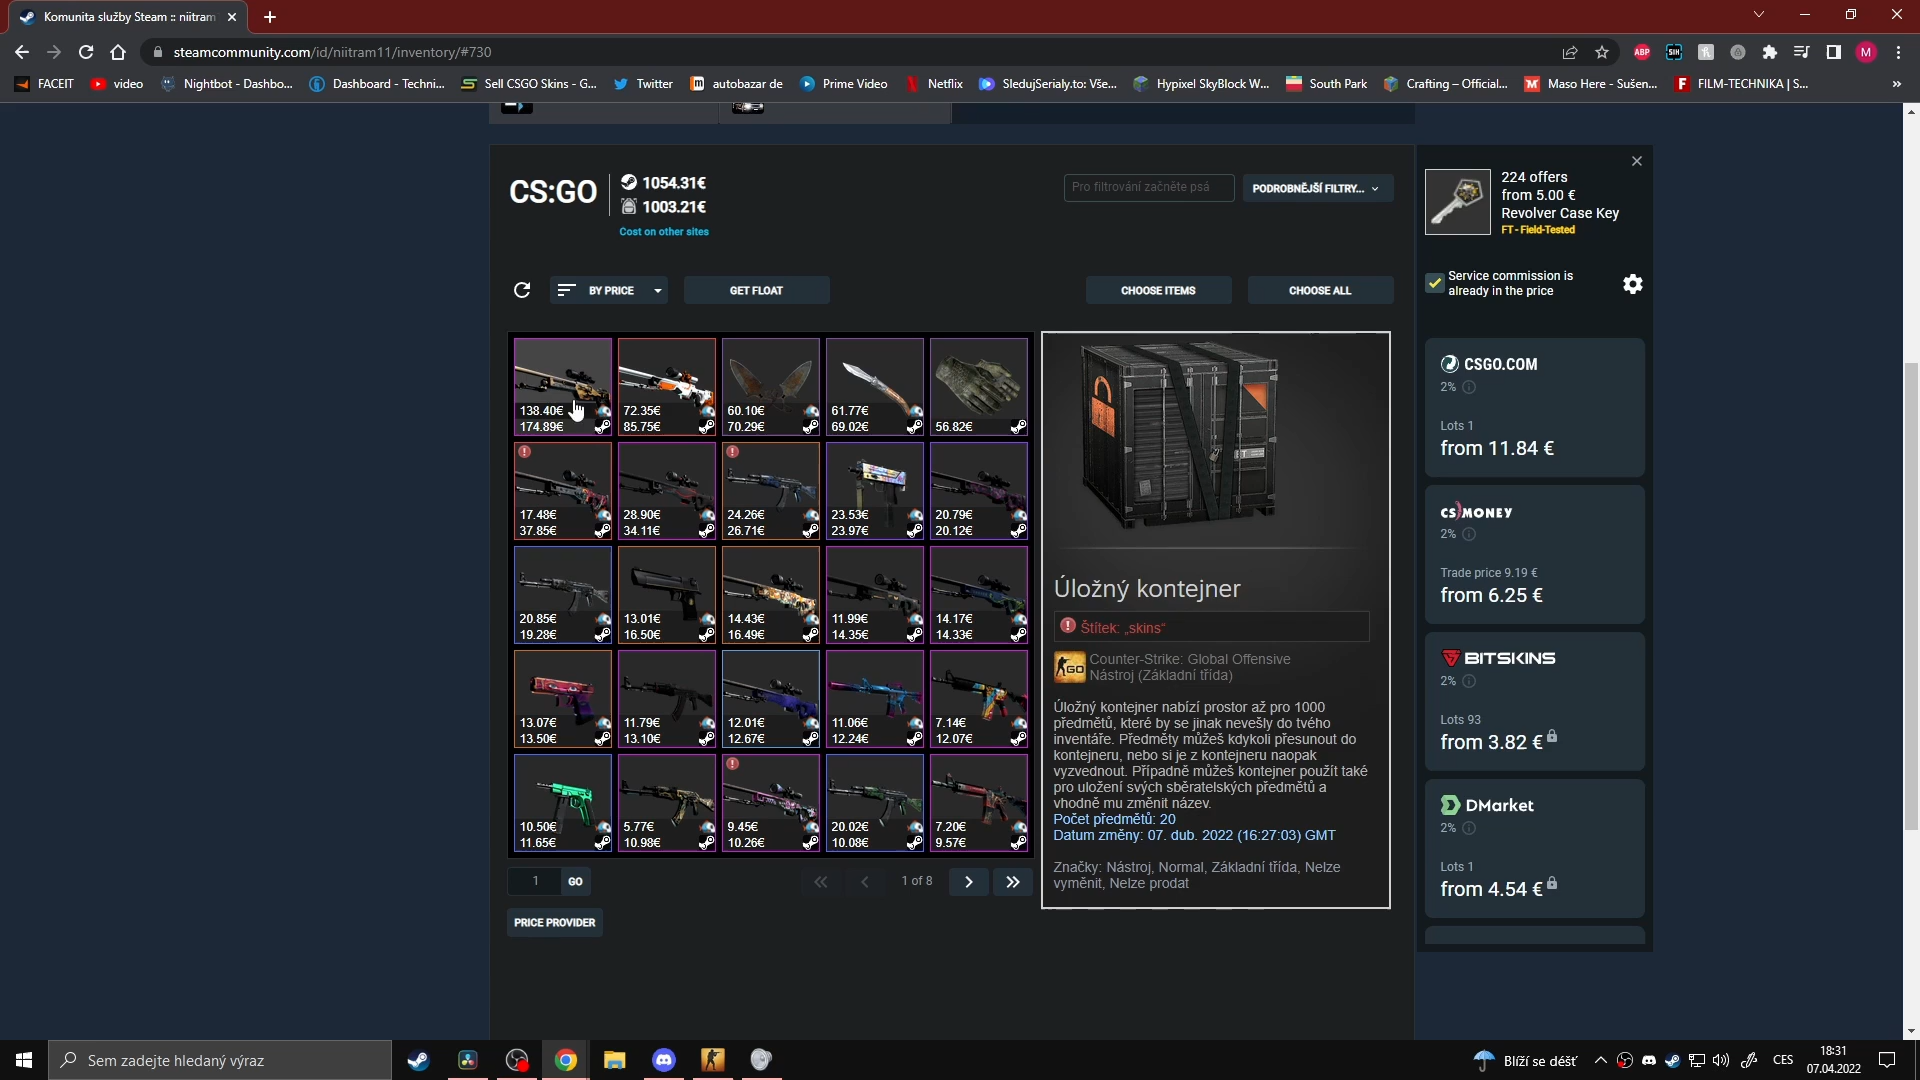 Komunita služby Steam :: niitram
steamcommunity.com/id/niitram11/inventory/#730
ABP
SIH
M
FACEIT
video
Nightbot - Dashbo...
Dashboard - Techni...
Sell CSGO Skins - G...
Twitter
autobazar de
Prime Video
Netflix
SledujSerialy.to: Vše...
Hypixel SkyBlock W...
South Park
Crafting – Official...
Maso Here - Sušen...
FILM-TECHNIKA | S...
CS:GO
1054.31€
1003.21€
Cost on other sites
Pro filtrování začněte psá
PODROBNĚJŠÍ FILTRY...
BY PRICE
GET FLOAT
CHOOSE ITEMS
CHOOSE ALL
138.40€
174.89€
72.35€
85.75€
60.10€
70.29€
61.77€
69.02€
56.82€
17.48€
37.85€
28.90€
34.11€
24.26€
26.71€
23.53€
23.97€
20.79€
20.12€
20.85€
19.28€
13.01€
16.50€
14.43€
16.49€
11.99€
14.35€
14.17€
14.33€
13.07€
13.50€
11.79€
13.10€
12.01€
12.67€
11.06€
12.24€
7.14€
12.07€
10.50€
11.65€
5.77€
10.98€
9.45€
10.26€
20.02€
10.08€
7.20€
9.57€
1
GO
1 of 8
PRICE PROVIDER
Úložný kontejner
Štítek: „skins“
GO
Counter-Strike: Global Offensive
Nástroj (Základní třída)
Úložný kontejner nabízí prostor až pro 1000
předmětů, které by se jinak nevešly do tvého
inventáře. Předměty můžeš kdykoli přesunout do
kontejneru, nebo si je z kontejneru naopak
vyzvednout. Případně můžeš kontejner použít také
pro uložení svých sběratelských předmětů a
vhodně mu změnit název.
Počet předmětů: 20
Datum změny: 07. dub. 2022 (16:27:03) GMT
Značky: Nástroj, Normal, Základní třída, Nelze
vyměnit, Nelze prodat
224 offers
from 5.00 €
Revolver Case Key
FT - Field-Tested
Service commission is
already in the price
CSGO.COM
2%
Lots 1
from 11.84 €
CS MONEY
2%
Trade price 9.19 €
from 6.25 €
BITSKINS
2%
Lots 93
from 3.82 €
DMarket
2%
Lots 1
from 4.54 €
Sem zadejte hledaný výraz
Blíží se déšť
CES
18:31
07.04.2022